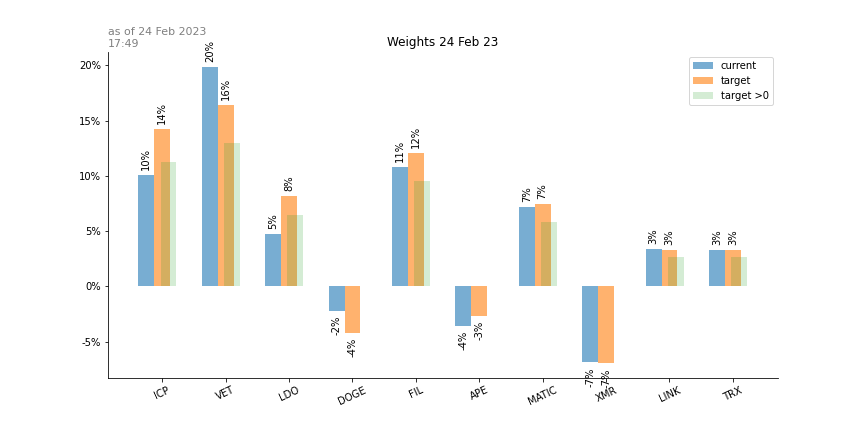 as of 24 Feb 2023
17:49
Weights 24 Feb 23
current
target
target >0
20%
15%
10%
5%
0%
-5%
10%
14%
20%
16%
5%
8%
-2%
-4%
11%
12%
-4%
-3%
7%
7%
-7%
-7%
3%
3%
3%
3%
ICP
VET
LDO
DOGE
FIL
APE
MATIC
XMR
LINK
TRX